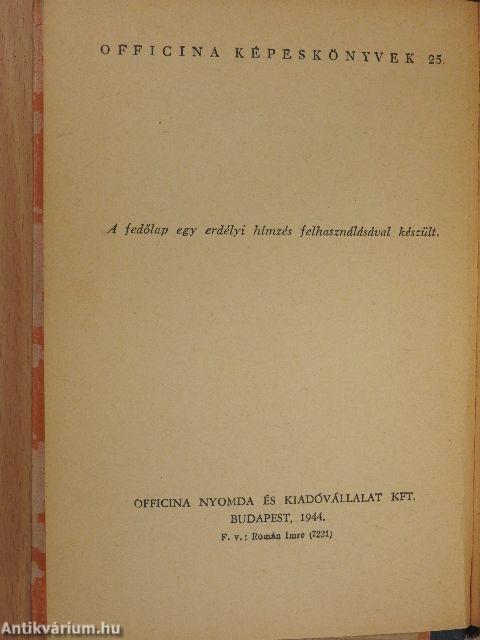 OFFICINA KÉPESKÖNYVEK 25.
A fedőlap egy erdélyi hímzés felhasználásával készült.
OFFICINA NYOMDA ÉS KIADÓVÁLLALAT KFT.
BUDAPEST, 1944.
F. v.: Román Imre (7221)
Antikvárium.hu